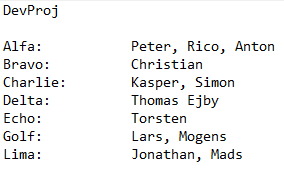 DevProj
Alfa: Peter, Rico, Anton
Bravo: Christian
Charlie: Kasper, Simon
Delta: Thomas Ejby
Echo: Torsten
Golf: Lars, Mogens
Lima: Jonathan, Mads